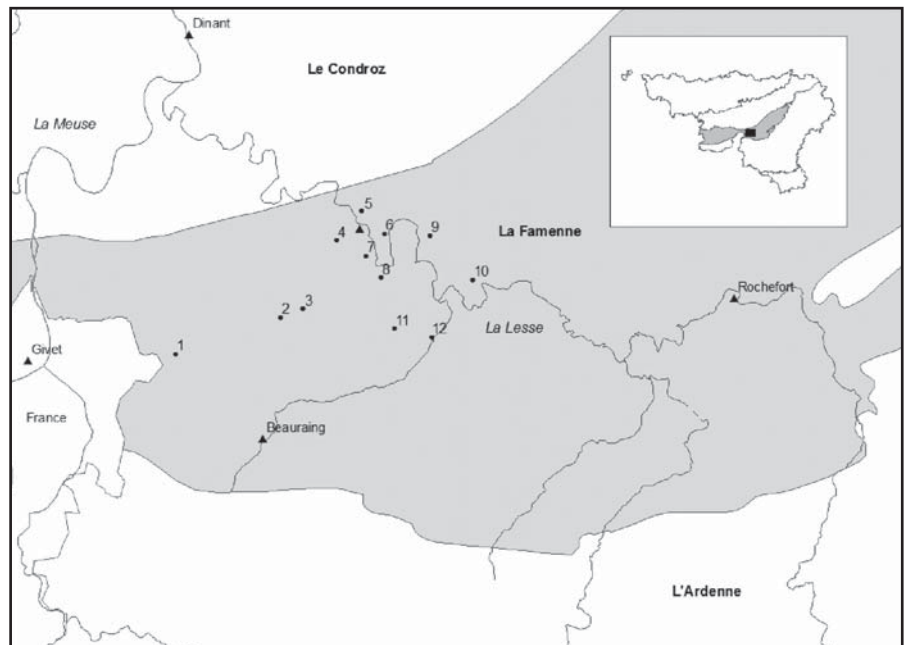 Dinant
Le Condroz
La Meuse
5
4
6
9
La Famenne
7
8
10
Rochefort
2
3
La Lesse
11
12
1
Givet
France
Beauraing
L'Ardenne